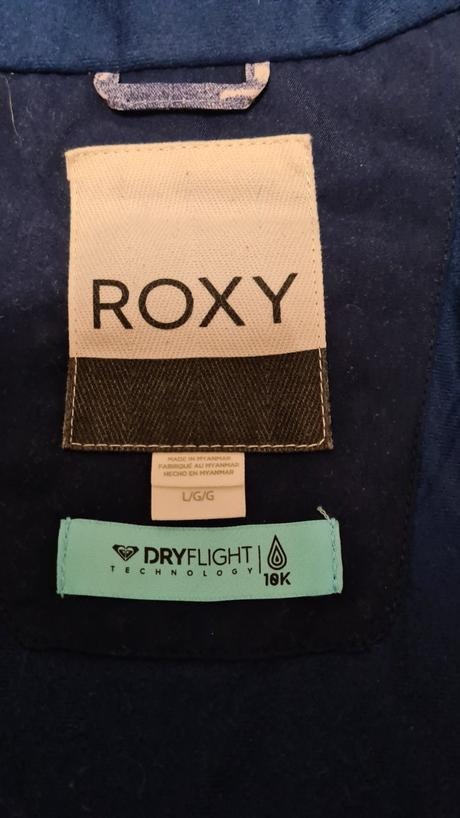 ROXY
MADE IN MYANMAR
FABRIQUÉ AU MYANMAR
HECHO EN MYANMAR
L/G/G
DRYFLIGHT
TECHNOLOGY
10K